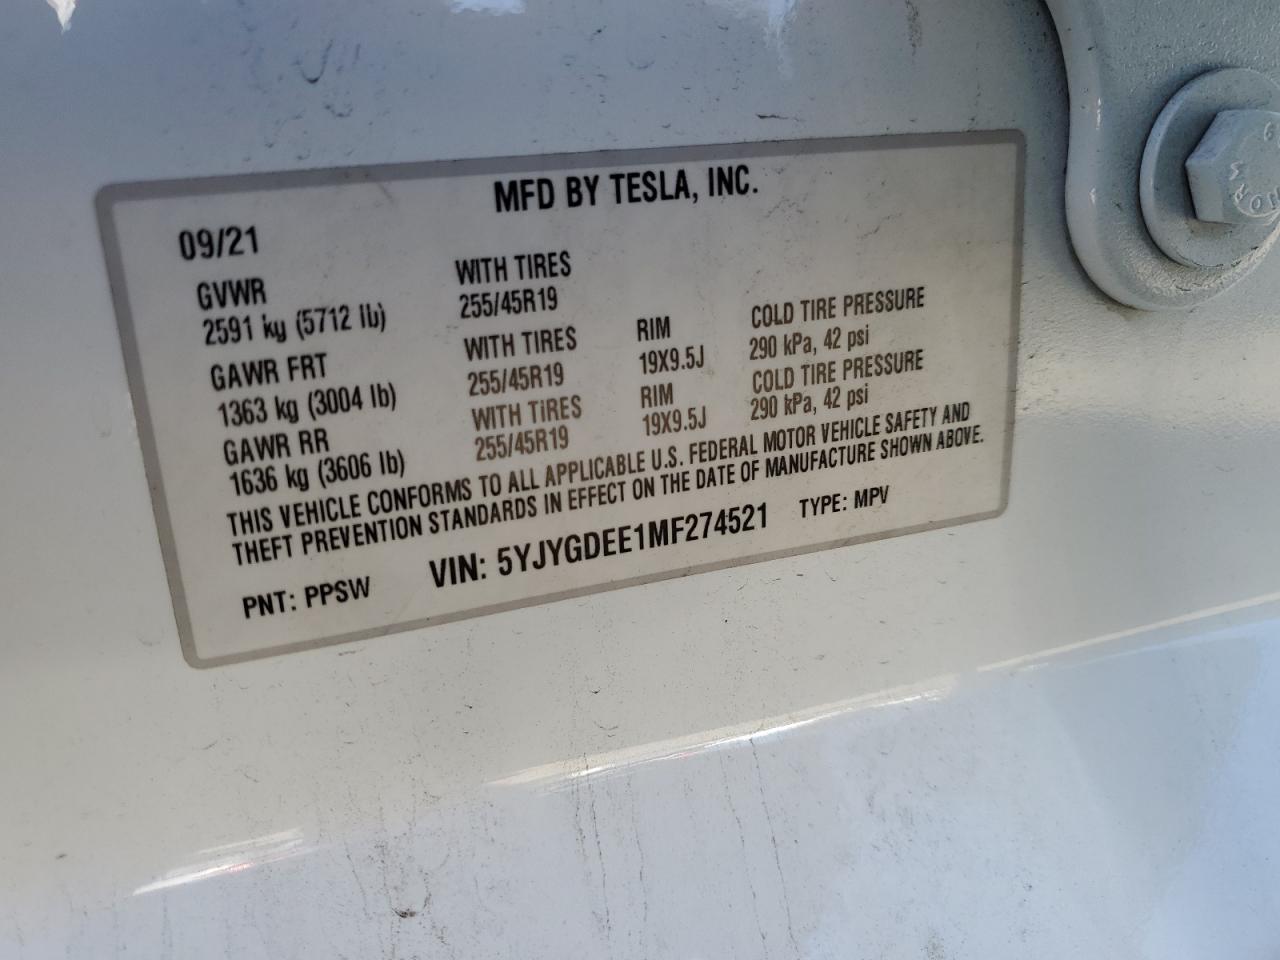 MFD BY TESLA, INC.
09/21
GVWR WITH TIRES
2591 kg (5712 lb) 255/45R19
GAWR FRT WITH TIRES RIM COLD TIRE PRESSURE
1363 kg (3004 lb) 255/45R19 19X9.5J 290 kPa, 42 psi
GAWR RR WITH TIRES RIM COLD TIRE PRESSURE
1636 kg (3606 lb) 255/45R19 19X9.5J 290 kPa, 42 psi
THIS VEHICLE CONFORMS TO ALL APPLICABLE U.S. FEDERAL MOTOR VEHICLE SAFETY AND
THEFT PREVENTION STANDARDS IN EFFECT ON THE DATE OF MANUFACTURE SHOWN ABOVE.
PNT: PPSW VIN: 5YJYGDEE1MF274521 TYPE: MPV